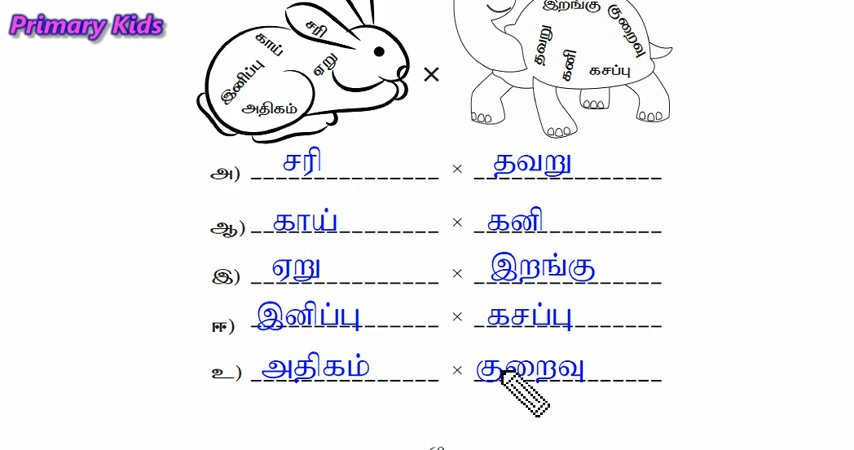 Primary Kids
காய்
சரி
ஏறு
இனிப்பு
அதிகம்
×
இறங்கு
குறைவு
தவறு
கனி
கசப்பு
அ) சரி × தவறு
ஆ) காய் × கனி
இ) ஏறு × இறங்கு
ஈ) இனிப்பு × கசப்பு
உ) அதிகம் × குறைவு